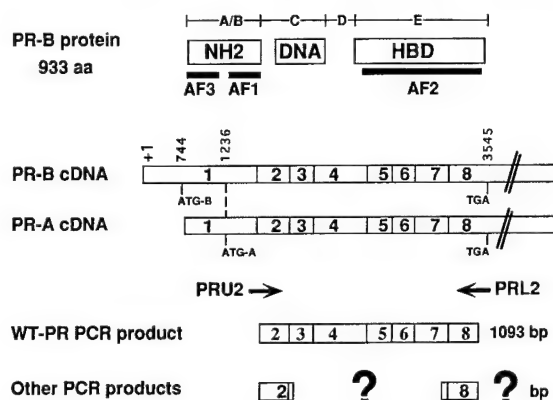 A/B C D E
PR-B protein NH2 DNA HBD
933 aa
AF3 AF1 AF2
+1 744 1236 3545
PR-B cDNA 1 2 3 4 5 6 7 8
ATG-B TGA
PR-A cDNA 1 2 3 4 5 6 7 8
ATG-A TGA
PRU2 PRL2
WT-PR PCR product 2 3 4 5 6 7 8 1093 bp
Other PCR products 2 ? 8 ? bp